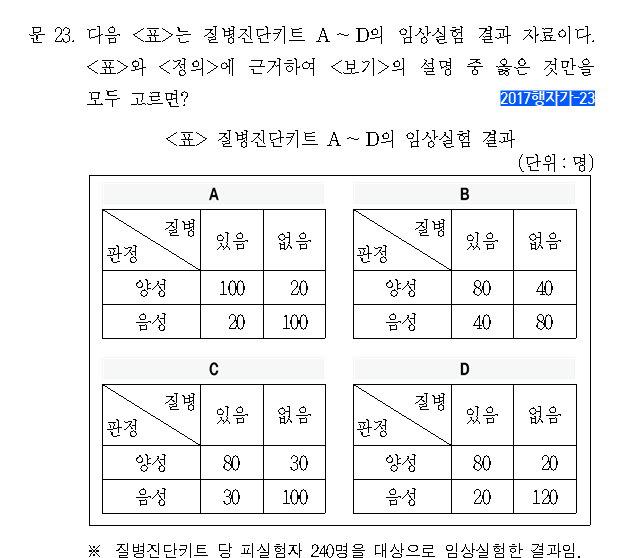 문 23. 다음 <표>는 질병진단키트 A ~ D의 임상실험 결과 자료이다.
<표>와 <정의>에 근거하여 <보기>의 설명 중 옳은 것만을
모두 고르면?
2017행자가-23
<표> 질병진단키트 A ~ D의 임상실험 결과
(단위 : 명)
A
질병
판정
있음 없음
양성 100 20
음성 20 100
B
질병
판정
있음 없음
양성 80 40
음성 40 80
C
질병
판정
있음 없음
양성 80 30
음성 30 100
D
질병
판정
있음 없음
양성 80 20
음성 20 120
※ 질병진단키트 당 피실험자 240명을 대상으로 임상실험한 결과임.